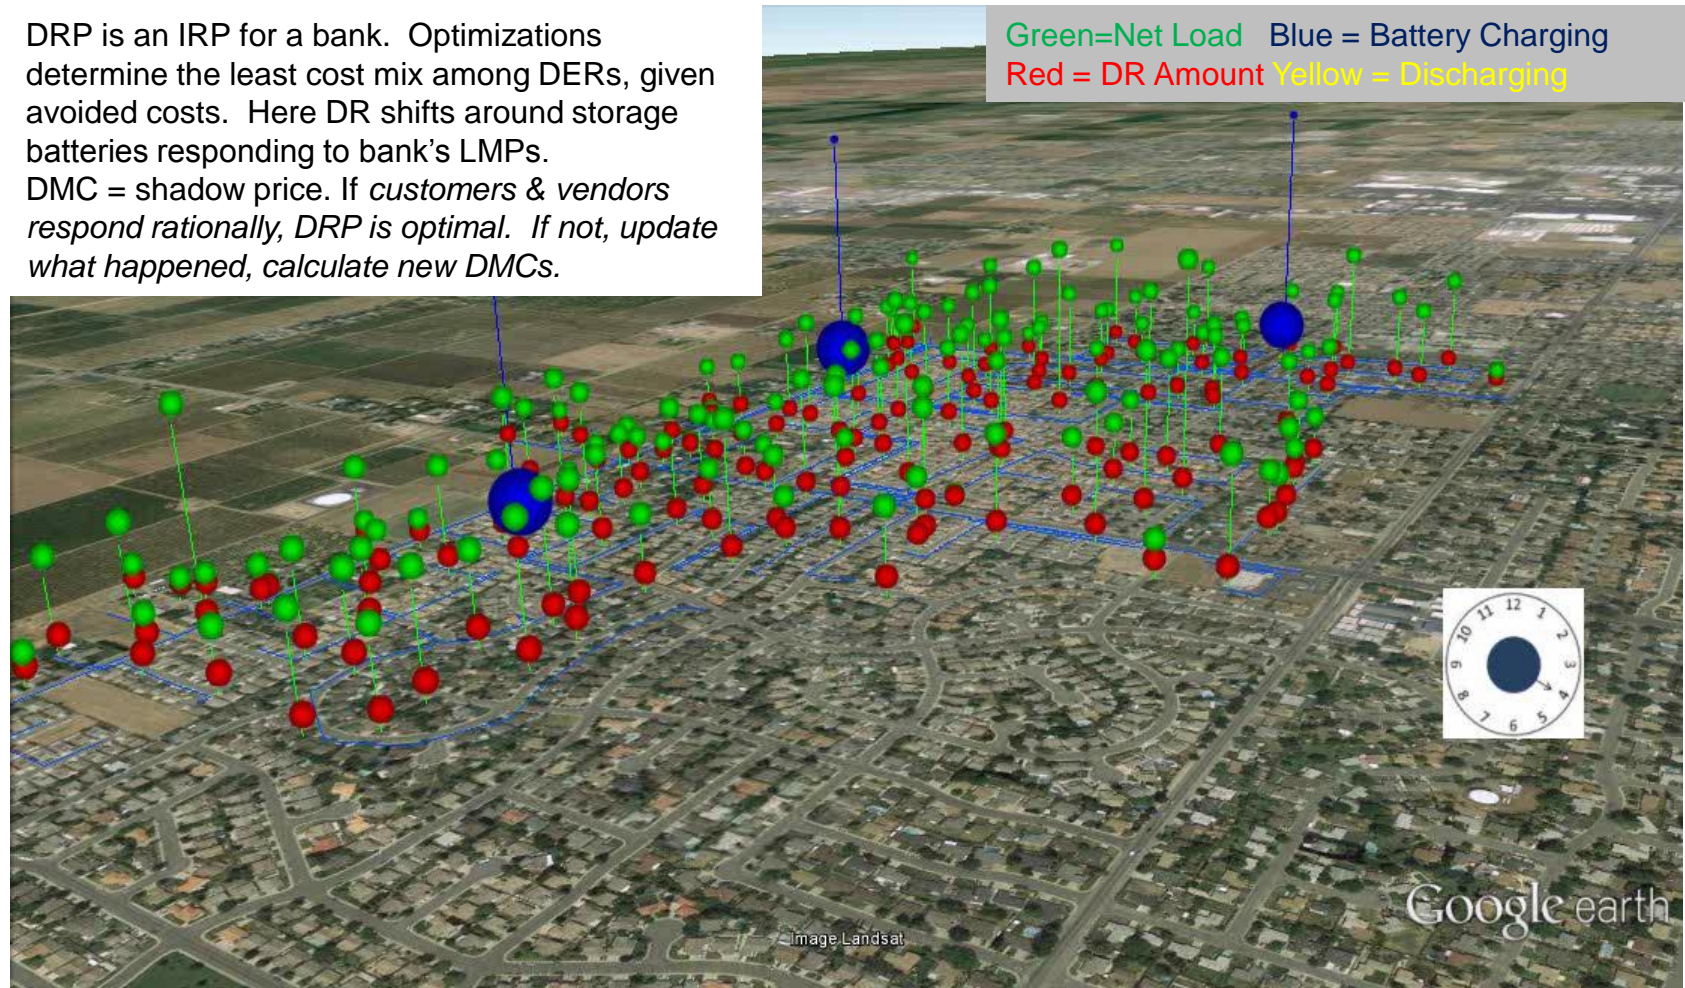 DRP is an IRP for a bank.  Optimizations
determine the least cost mix among DERs, given
avoided costs.  Here DR shifts around storage
batteries responding to bank's LMPs.
DMC = shadow price. If customers & vendors
respond rationally, DRP is optimal.  If not, update
what happened, calculate new DMCs.
Green=Net Load   Blue = Battery Charging
Red = DR Amount Yellow = Discharging
12
1
2
3
4
5
6
7
8
9
10
11
Google earth
Image Landsat